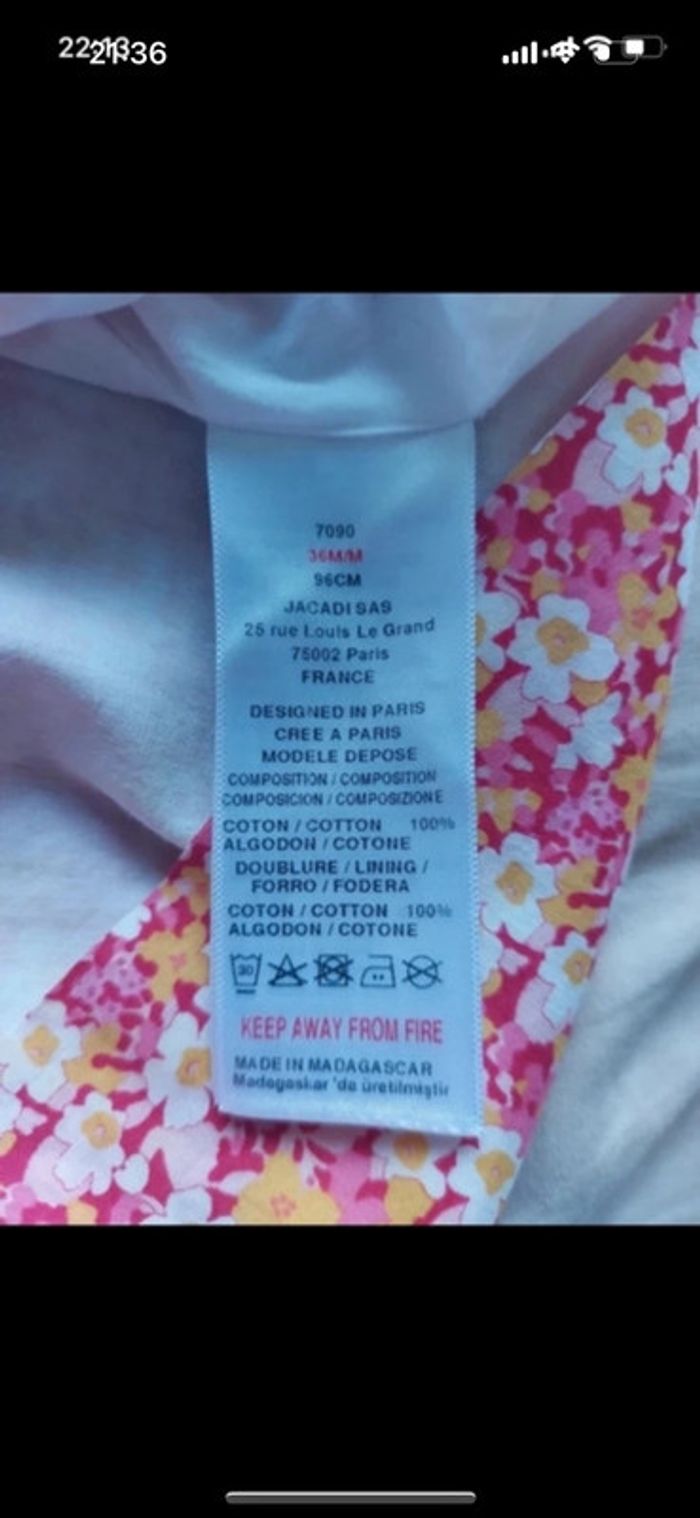 21:36
7090
36M/M
96CM
JACADI SAS
25 rue Louis Le Grand
75002 Paris
FRANCE
DESIGNED IN PARIS
CREE A PARIS
MODELE DEPOSE
COMPOSITION / COMPOSITION
COMPOSICION / COMPOSIZIONE
COTON / COTTON 100%
ALGODON / COTONE
DOUBLURE / LINING /
FORRO / FODERA
COTON / COTTON 100%
ALGODON / COTONE
30
KEEP AWAY FROM FIRE
MADE IN MADAGASCAR
Madagaskar 'da üretilmiştir